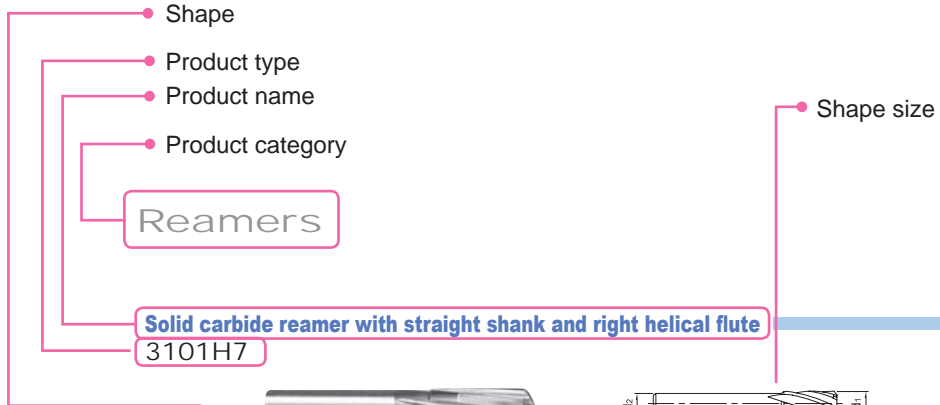 Shape
Product type
Product name
Shape size
Product category
Reamers
Solid carbide reamer with straight shank and right helical flute
3101H7